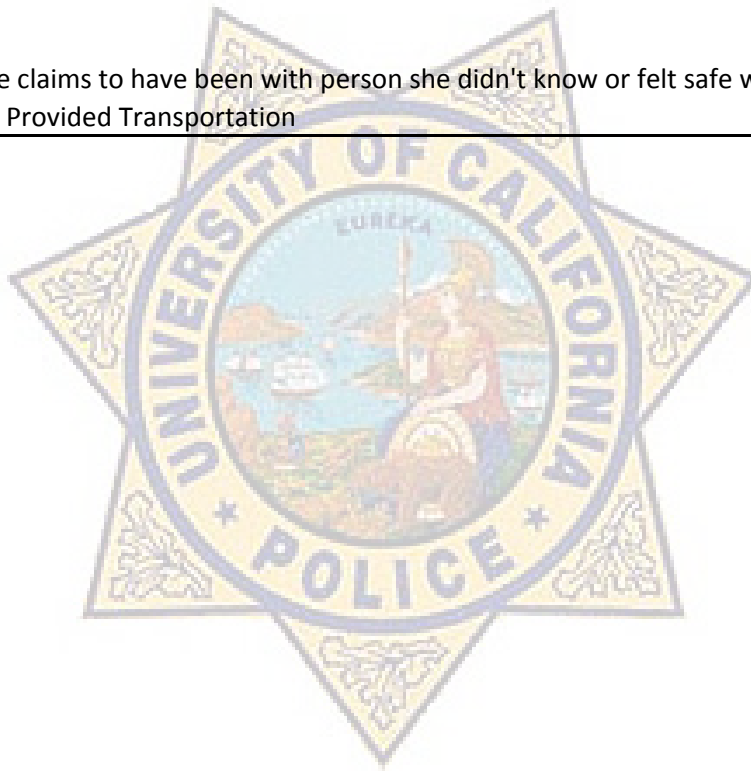 e claims to have been with person she didn't know or felt safe w
Provided Transportation
UNIVERSITY OF CALIFORNIA
EUREKA
POLICE